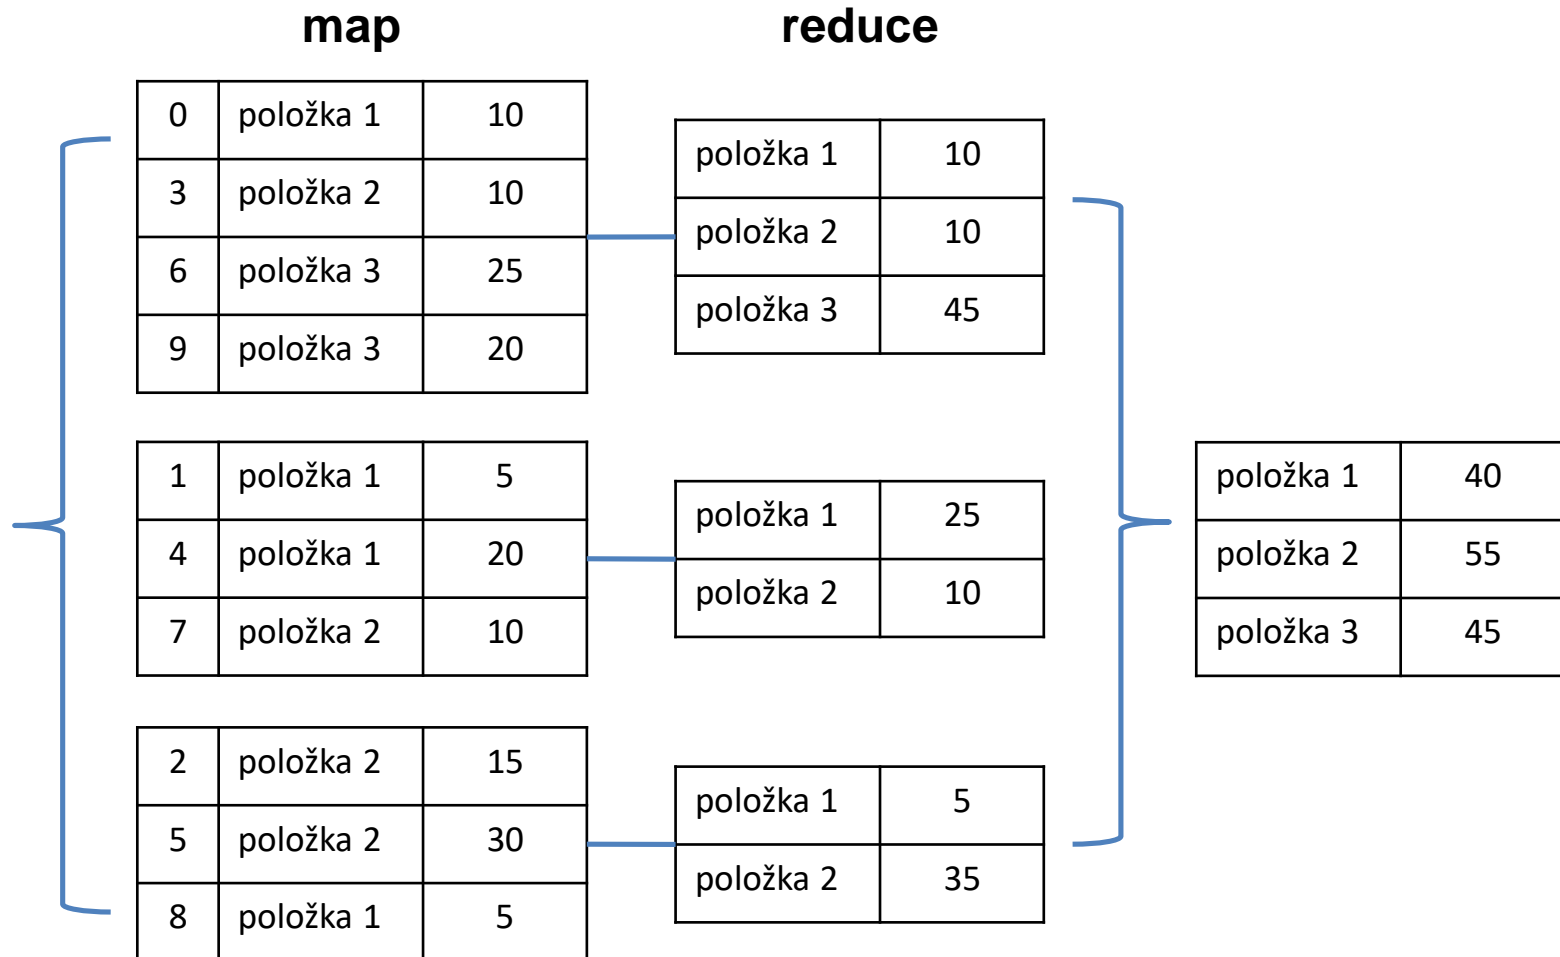 map
reduce
0 položka 1 10
3 položka 2 10
6 položka 3 25
9 položka 3 20
položka 1 10
položka 2 10
položka 3 45
1 položka 1 5
4 položka 1 20
7 položka 2 10
položka 1 25
položka 2 10
2 položka 2 15
5 položka 2 30
8 položka 1 5
položka 1 5
položka 2 35
položka 1 40
položka 2 55
položka 3 45